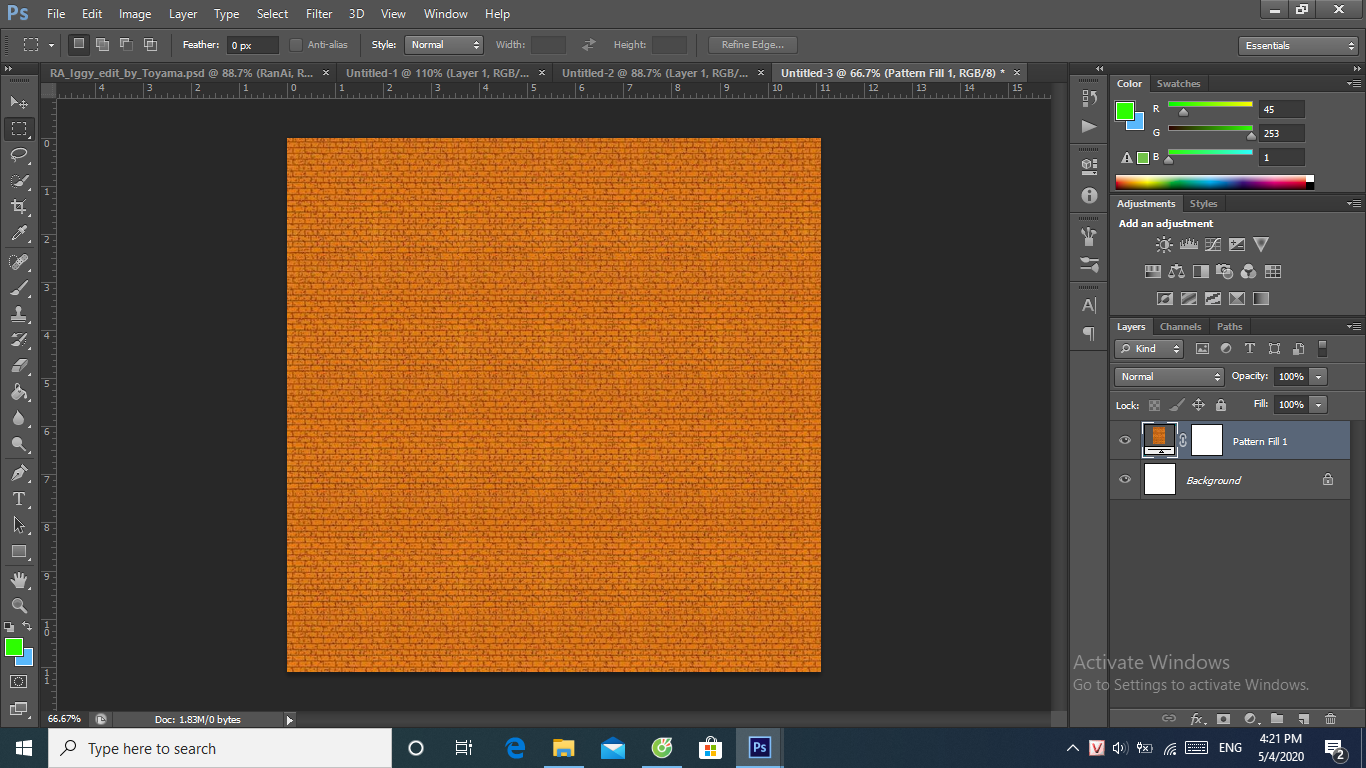 Ps File Edit Image Layer Type Select Filter 3D View Window Help
Feather: 0 px Anti-alias Style: Normal Width: Height: Refine Edge... Essentials
RA_Iggy_edit_by_Toyama.psd @ 88.7% (RanAi, R... × Untitled-1 @ 110% (Layer 1, RGB/... × Untitled-2 @ 88.7% (Layer 1, RGB/... × Untitled-3 @ 66.7% (Pattern Fill 1, RGB/8) * ×
4 3 2 1 0 1 2 3 4 5 6 7 8 9 10 11 12 13 14 15
0
1
2
3
4
5
6
7
8
9
10
11
Color Swatches
R 45
G 253
B 1
Adjustments Styles
Add an adjustment
Layers Channels Paths
Kind
Normal Opacity: 100%
Lock: Fill: 100%
Pattern Fill 1
Background
Activate Windows
Go to Settings to activate Windows.
66.67% Doc: 1.83M/0 bytes
Type here to search
Ps
V ENG 4:21 PM
5/4/2020
2